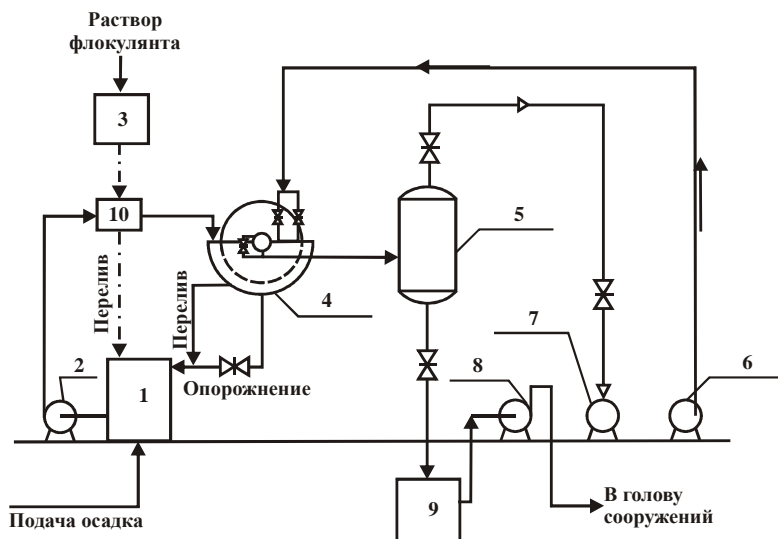 Раствор
флокулянта
3
10
5
4
Перелив
Перелив
7
2
8
6
1
Опорожнение
9
В голову
сооружений
Подача осадка